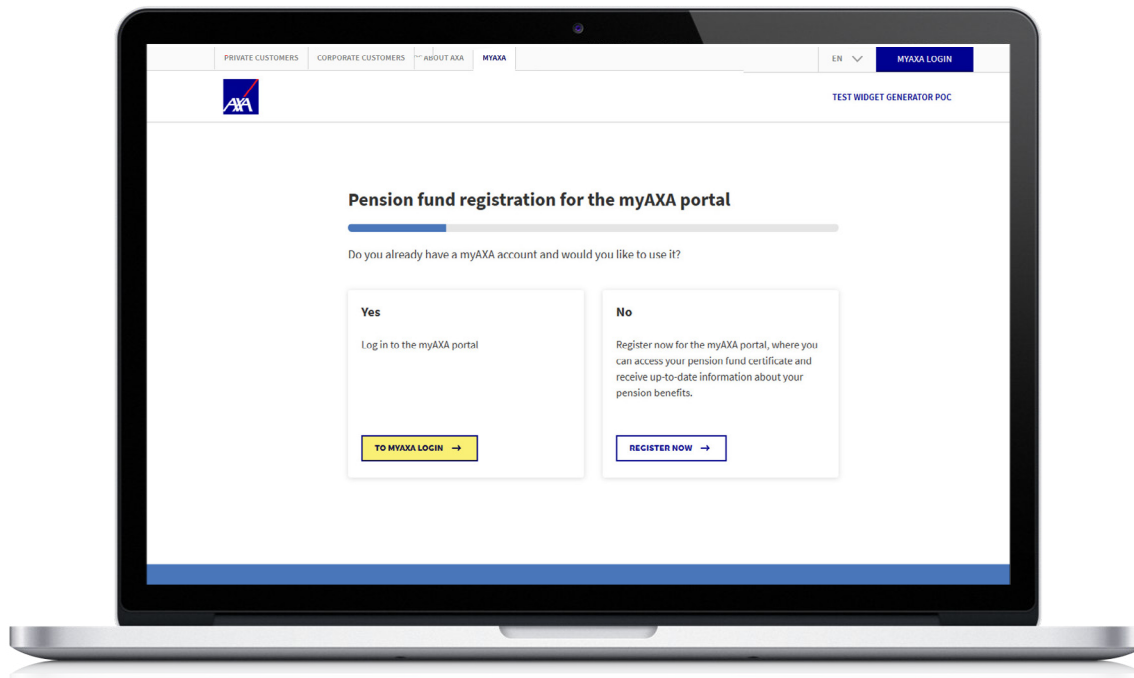 PRIVATE CUSTOMERS CORPORATE CUSTOMERS ABOUT AXA MYAXA EN MYAXA LOGIN
AXA
TEST WIDGET GENERATOR POC
Pension fund registration for the myAXA portal
Do you already have a myAXA account and would you like to use it?
Yes
Log in to the myAXA portal
TO MYAXA LOGIN →
No
Register now for the myAXA portal, where you
can access your pension fund certificate and
receive up-to-date information about your
pension benefits.
REGISTER NOW →